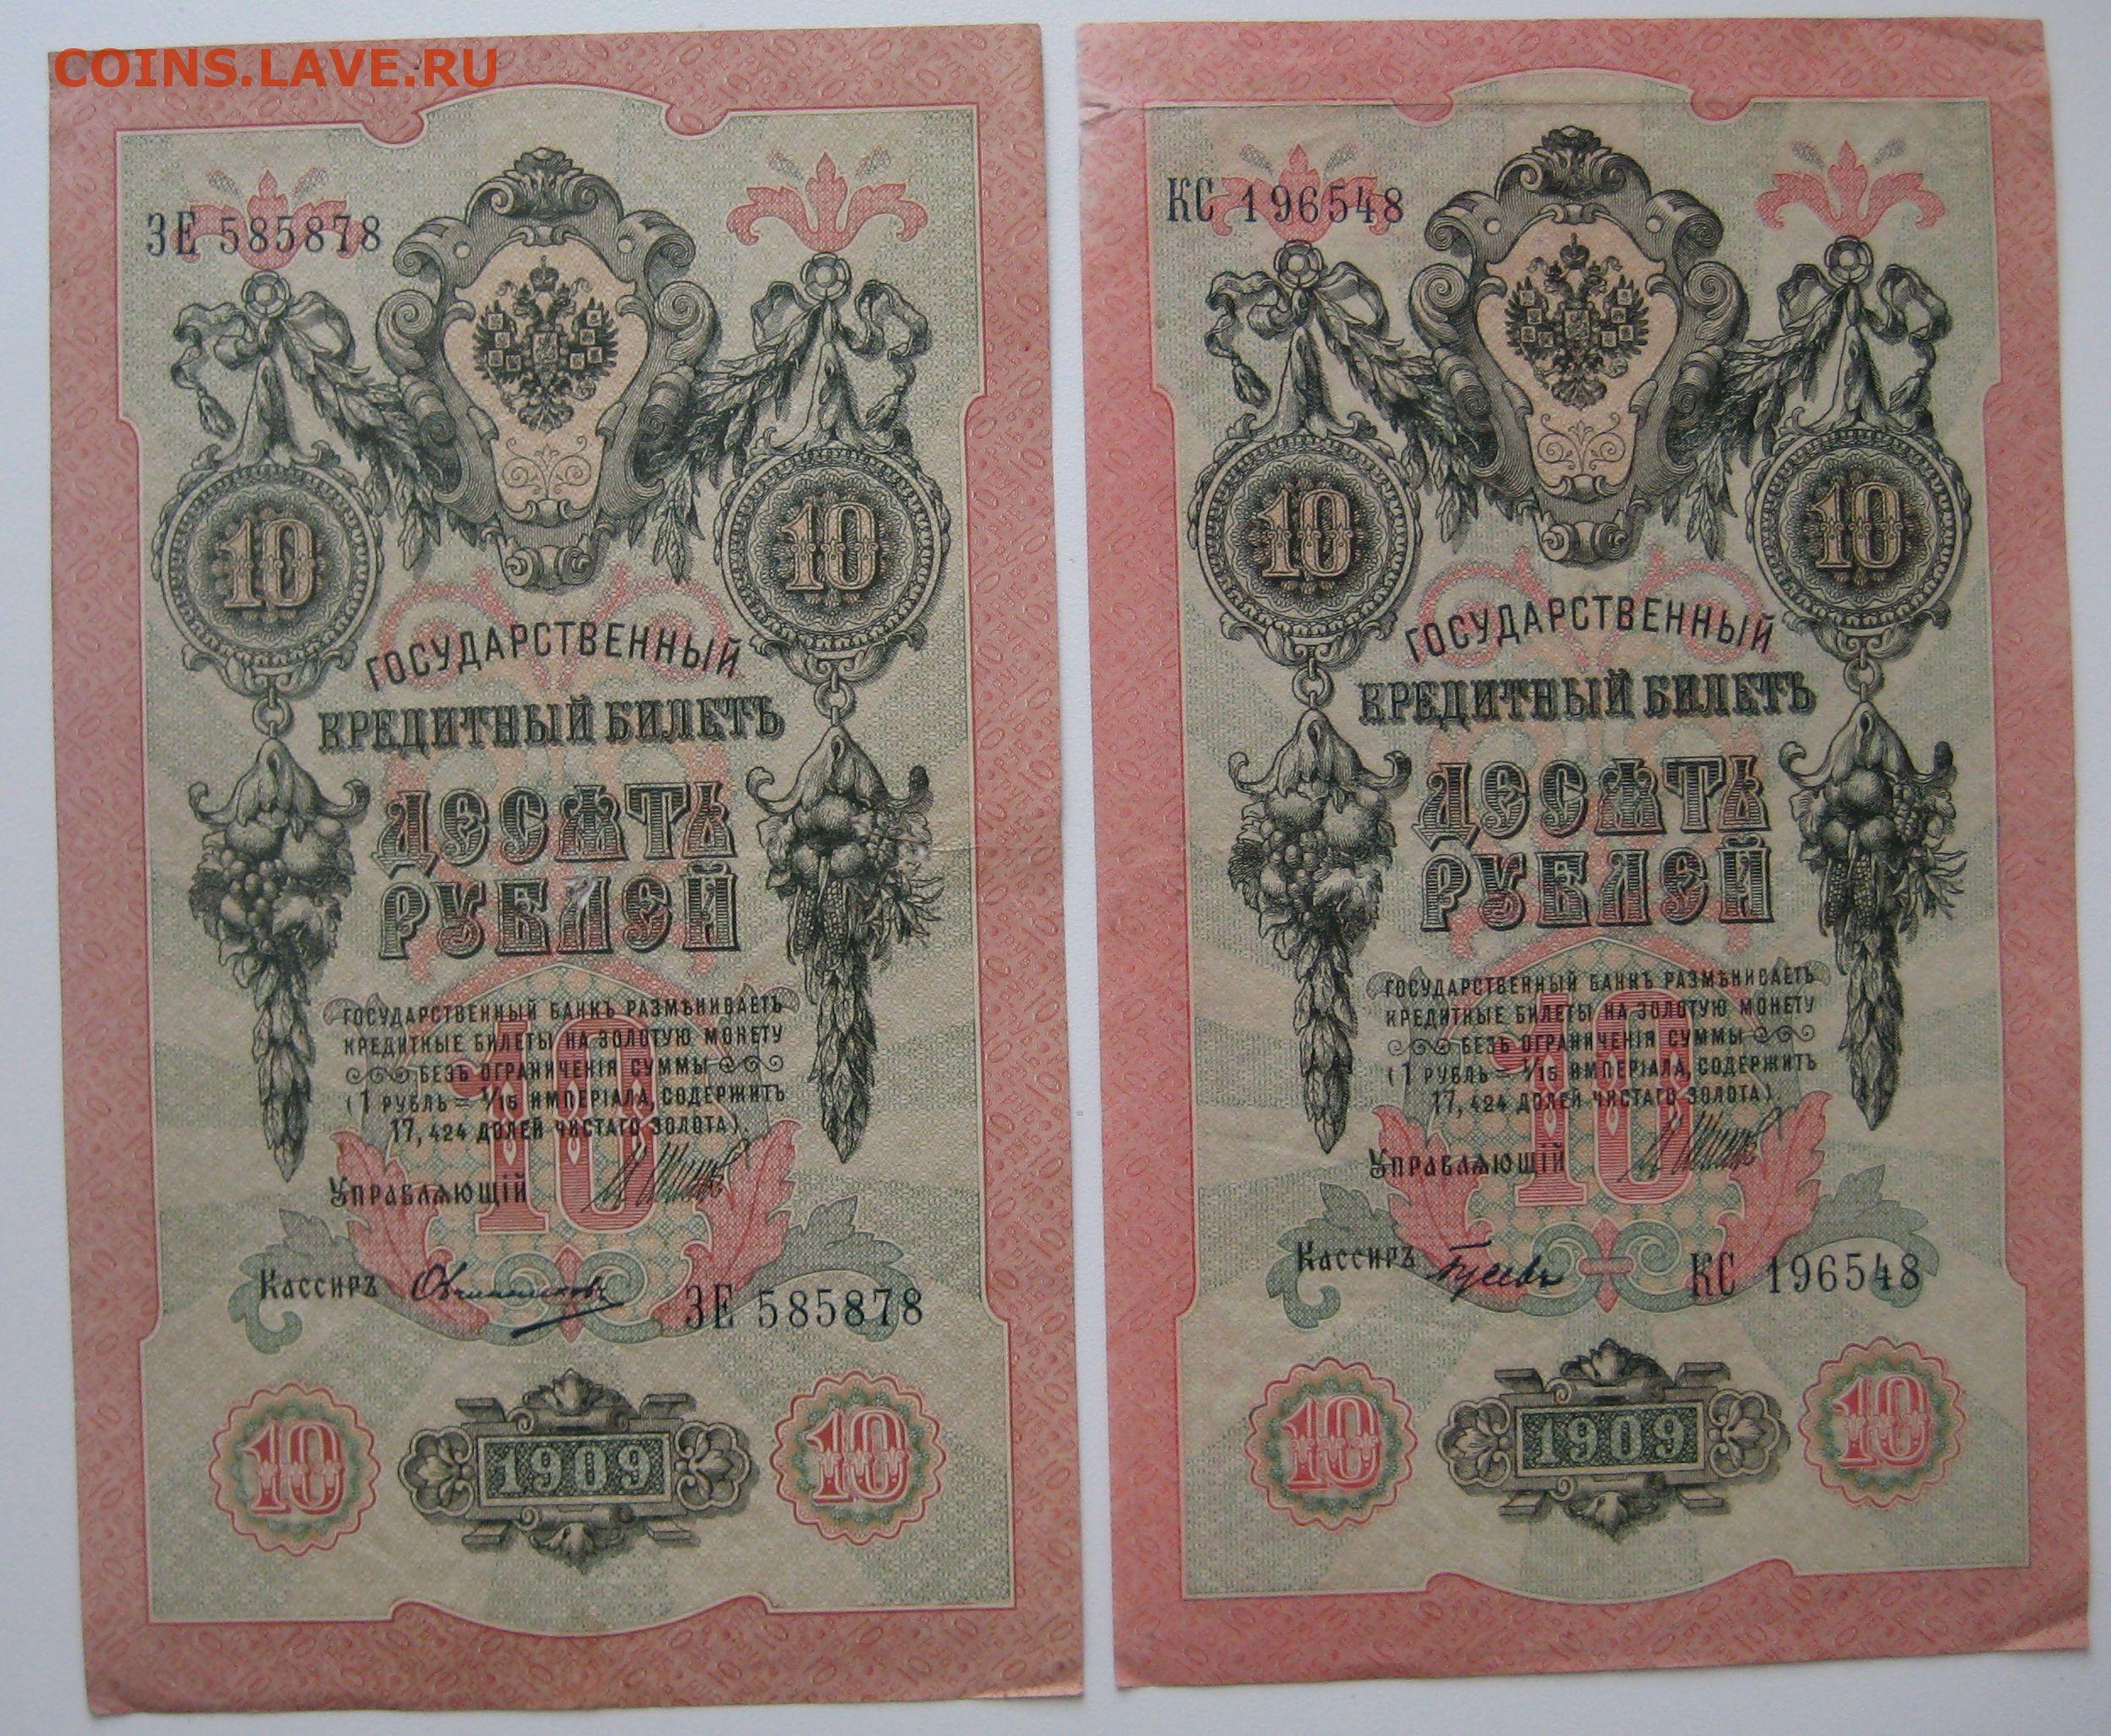 COINS.LAVE.RU
ЗЕ 585878
10 10
ГОСУДАРСТВЕННЫЙ
КРЕДИТНЫЙ БИЛЕТЪ
ДЕСЯТЬ
РУБЛЕЙ
ГОСУДАРСТВЕННЫЙ БАНКЪ РАЗМѢНИВАЕТЪ
КРЕДИТНЫЕ БИЛЕТЫ НА ЗОЛОТУЮ МОНЕТУ
БЕЗЪ ОГРАНИЧЕНІЯ СУММЫ
(1 РУБЛЬ = 1/15 ИМПЕРІАЛА, СОДЕРЖИТЪ
17,424 ДОЛЕЙ ЧИСТАГО ЗОЛОТА).
10
УПРАВЛЯЮЩІЙ
КАССИРЪ Овчинниковъ
ЗЕ 585878
10 1909 10
КС 196548
10 10
ГОСУДАРСТВЕННЫЙ
КРЕДИТНЫЙ БИЛЕТЪ
ДЕСЯТЬ
РУБЛЕЙ
ГОСУДАРСТВЕННЫЙ БАНКЪ РАЗМѢНИВАЕТЪ
КРЕДИТНЫЕ БИЛЕТЫ НА ЗОЛОТУЮ МОНЕТУ
БЕЗЪ ОГРАНИЧЕНІЯ СУММЫ
(1 РУБЛЬ = 1/15 ИМПЕРІАЛА, СОДЕРЖИТЪ
17,424 ДОЛЕЙ ЧИСТАГО ЗОЛОТА).
10
УПРАВЛЯЮЩІЙ
КАССИРЪ Гусевъ КС 196548
10 1909 10